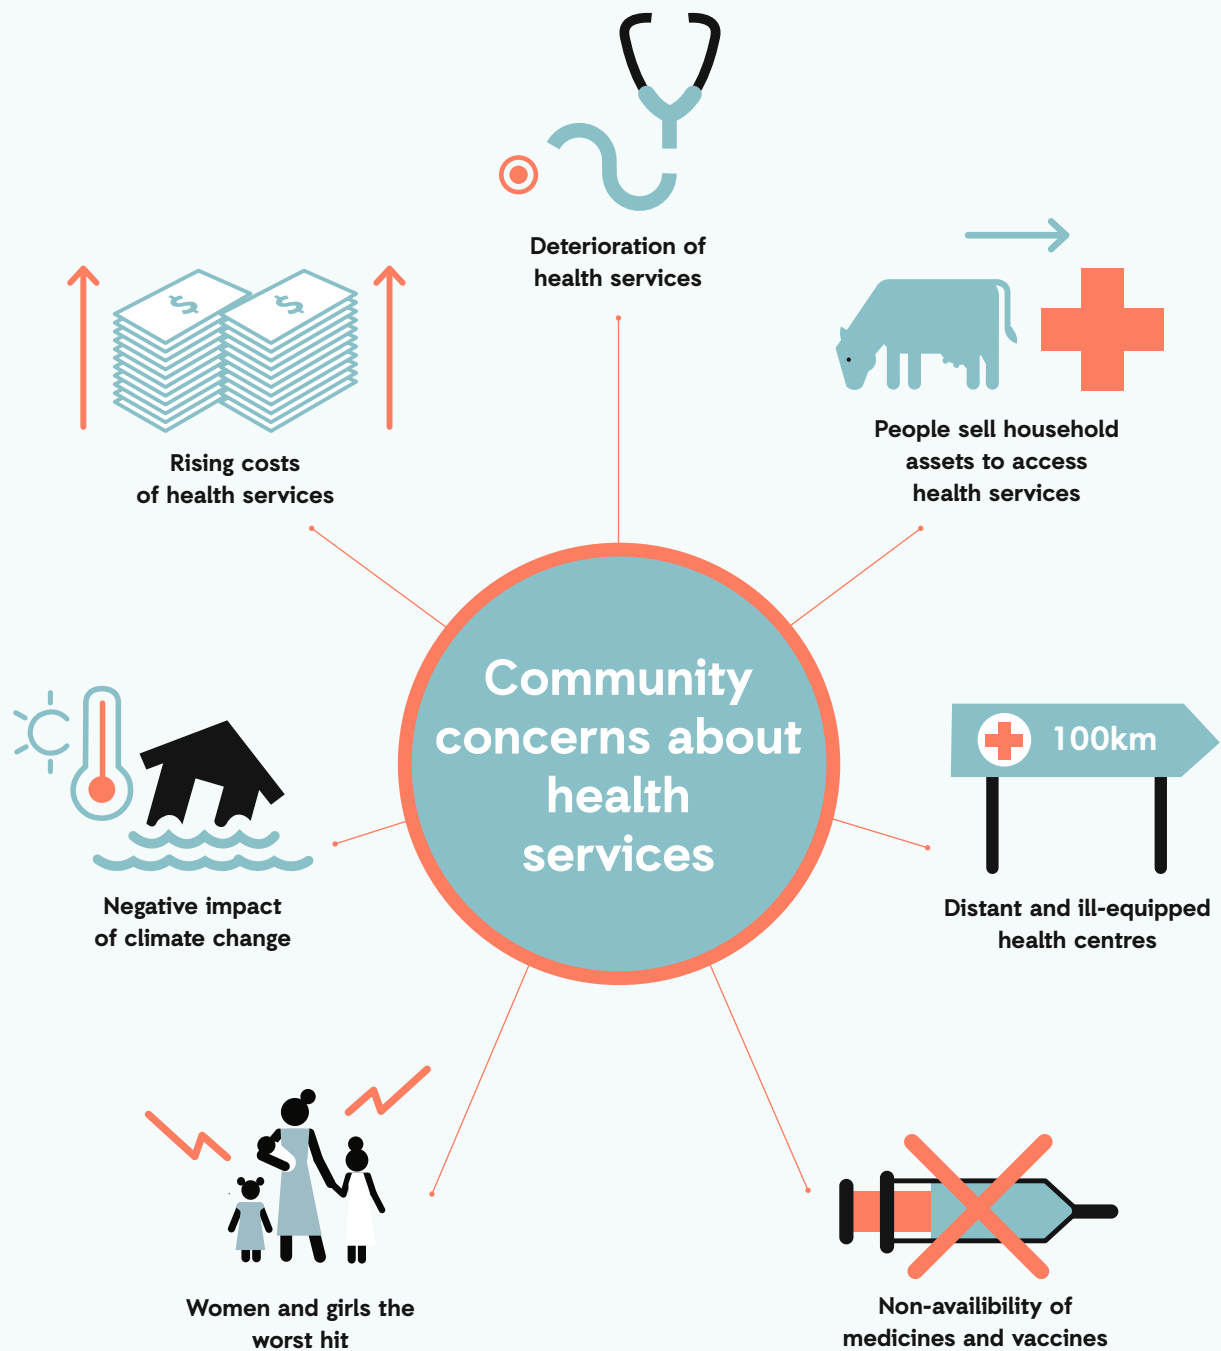 Deterioration of
health services
$ $
Rising costs
of health services
People sell household
assets to access
health services
Community
concerns about
health
services
100km
Negative impact
of climate change
Distant and ill-equipped
health centres
Women and girls the
worst hit
Non-availibility of
medicines and vaccines